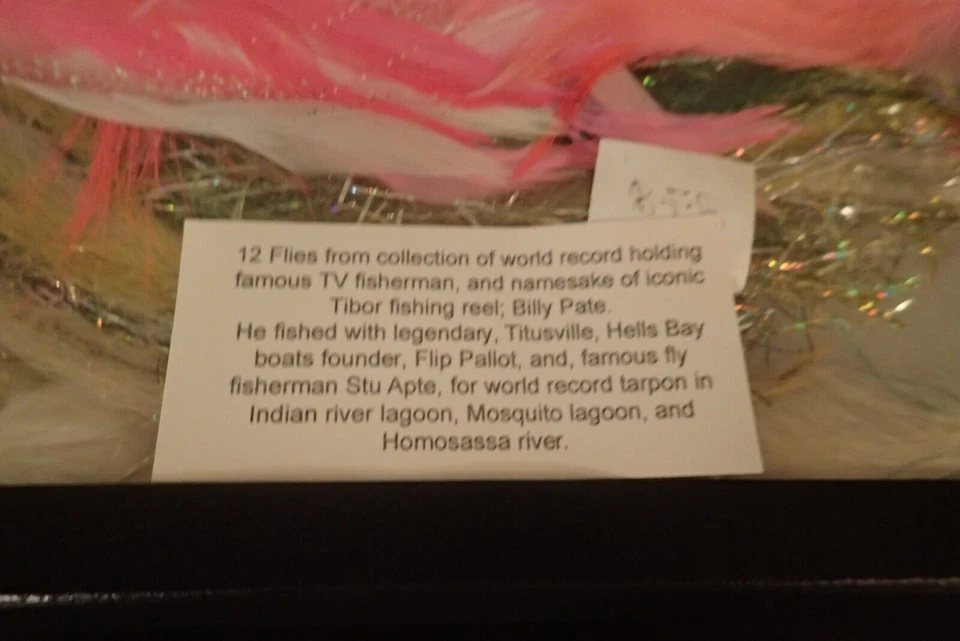 12 Flies from collection of world record holding
famous TV fisherman, and namesake of iconic
Tibor fishing reel; Billy Pate.
He fished with legendary, Titusville, Hells Bay
boats founder, Flip Pallot, and, famous fly
fisherman Stu Apte, for world record tarpon in
Indian river lagoon, Mosquito lagoon, and
Homosassa river.